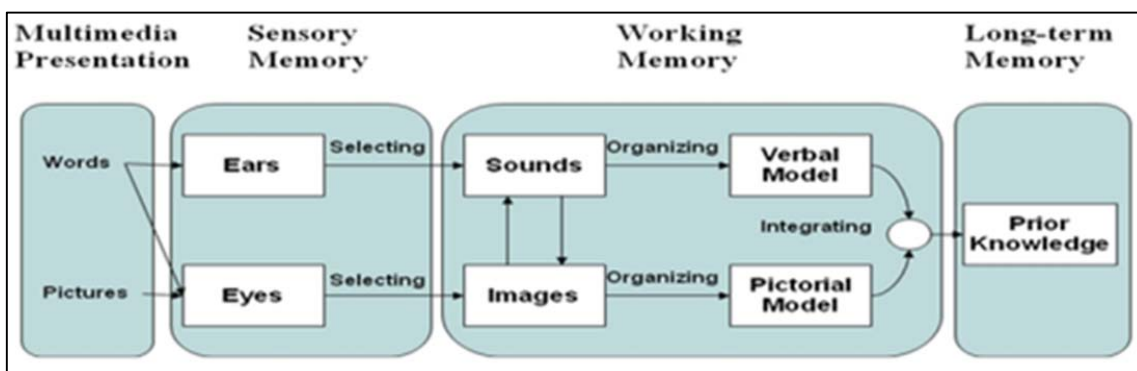 Multimedia
Presentation
Sensory
Memory
Working
Memory
Long-term
Memory
Words
Pictures
Ears
Eyes
Selecting
Selecting
Sounds
Images
Organizing
Organizing
Verbal
Model
Pictorial
Model
Integrating
Prior
Knowledge